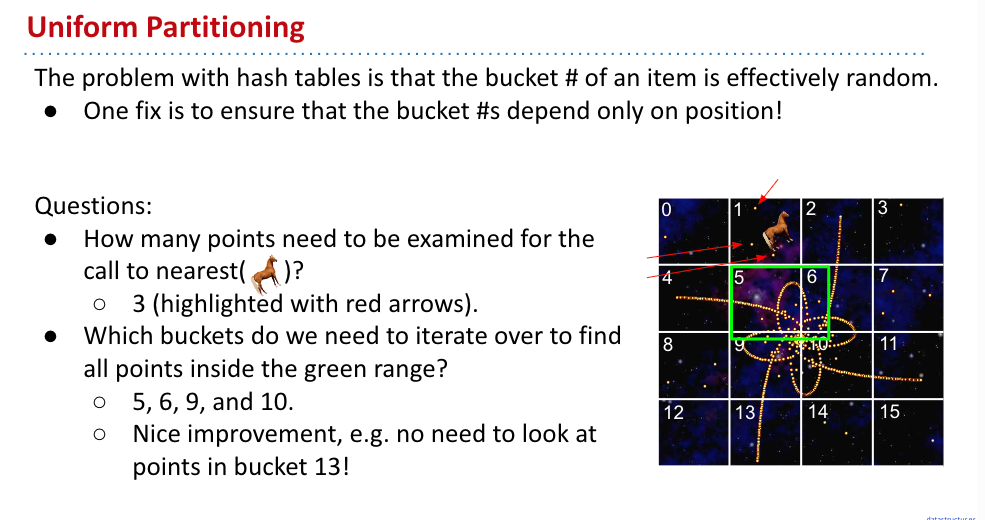 Uniform Partitioning
The problem with hash tables is that the bucket # of an item is effectively random.
● One fix is to ensure that the bucket #s depend only on position!
Questions:
● How many points need to be examined for the
call to nearest( )?
○ 3 (highlighted with red arrows).
● Which buckets do we need to iterate over to find
all points inside the green range?
○ 5, 6, 9, and 10.
○ Nice improvement, e.g. no need to look at
points in bucket 13!
0 1 2 3
4 5 6 7
8 9 10 11
12 13 14 15
datastructur.es